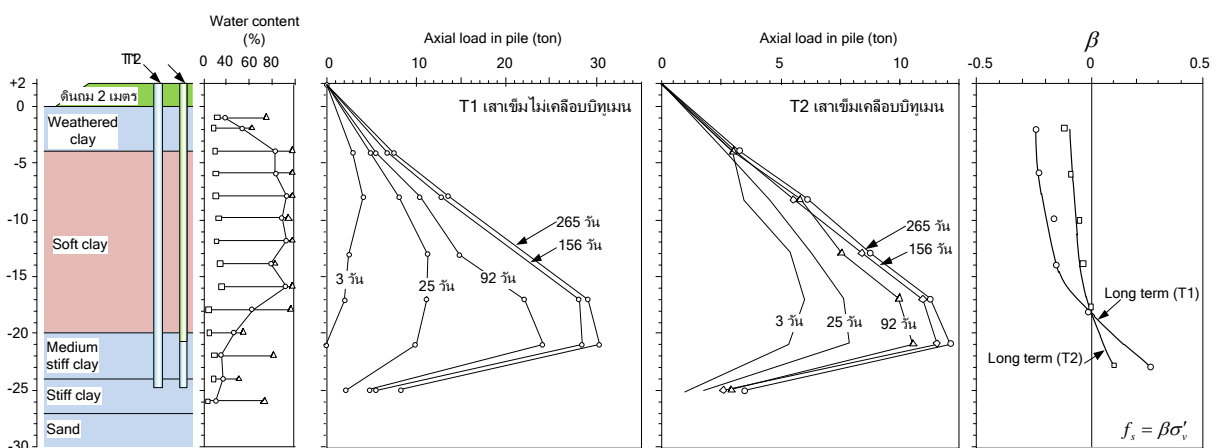 Water content
(%)
0 40 60 80
T1T2
+2
0
-5
-10
-15
-20
-25
-30
ดินถม 2 เมตร
Weathered
clay
Soft clay
Medium
stiff clay
Stiff clay
Sand
Axial load in pile (ton)
0 5 10 20 30
T1 เสาเข็มไม่เคลือบบิทูเมน
265 วัน
156 วัน
3 วัน
25 วัน
92 วัน
Axial load in pile (ton)
0 5 10
T2 เสาเข็มเคลือบบิทูเมน
265 วัน
156 วัน
3 วัน
25 วัน
92 วัน
β
-0.5 0 0.5
Long term (T1)
Long term (T2)
f_s = βσ'_v